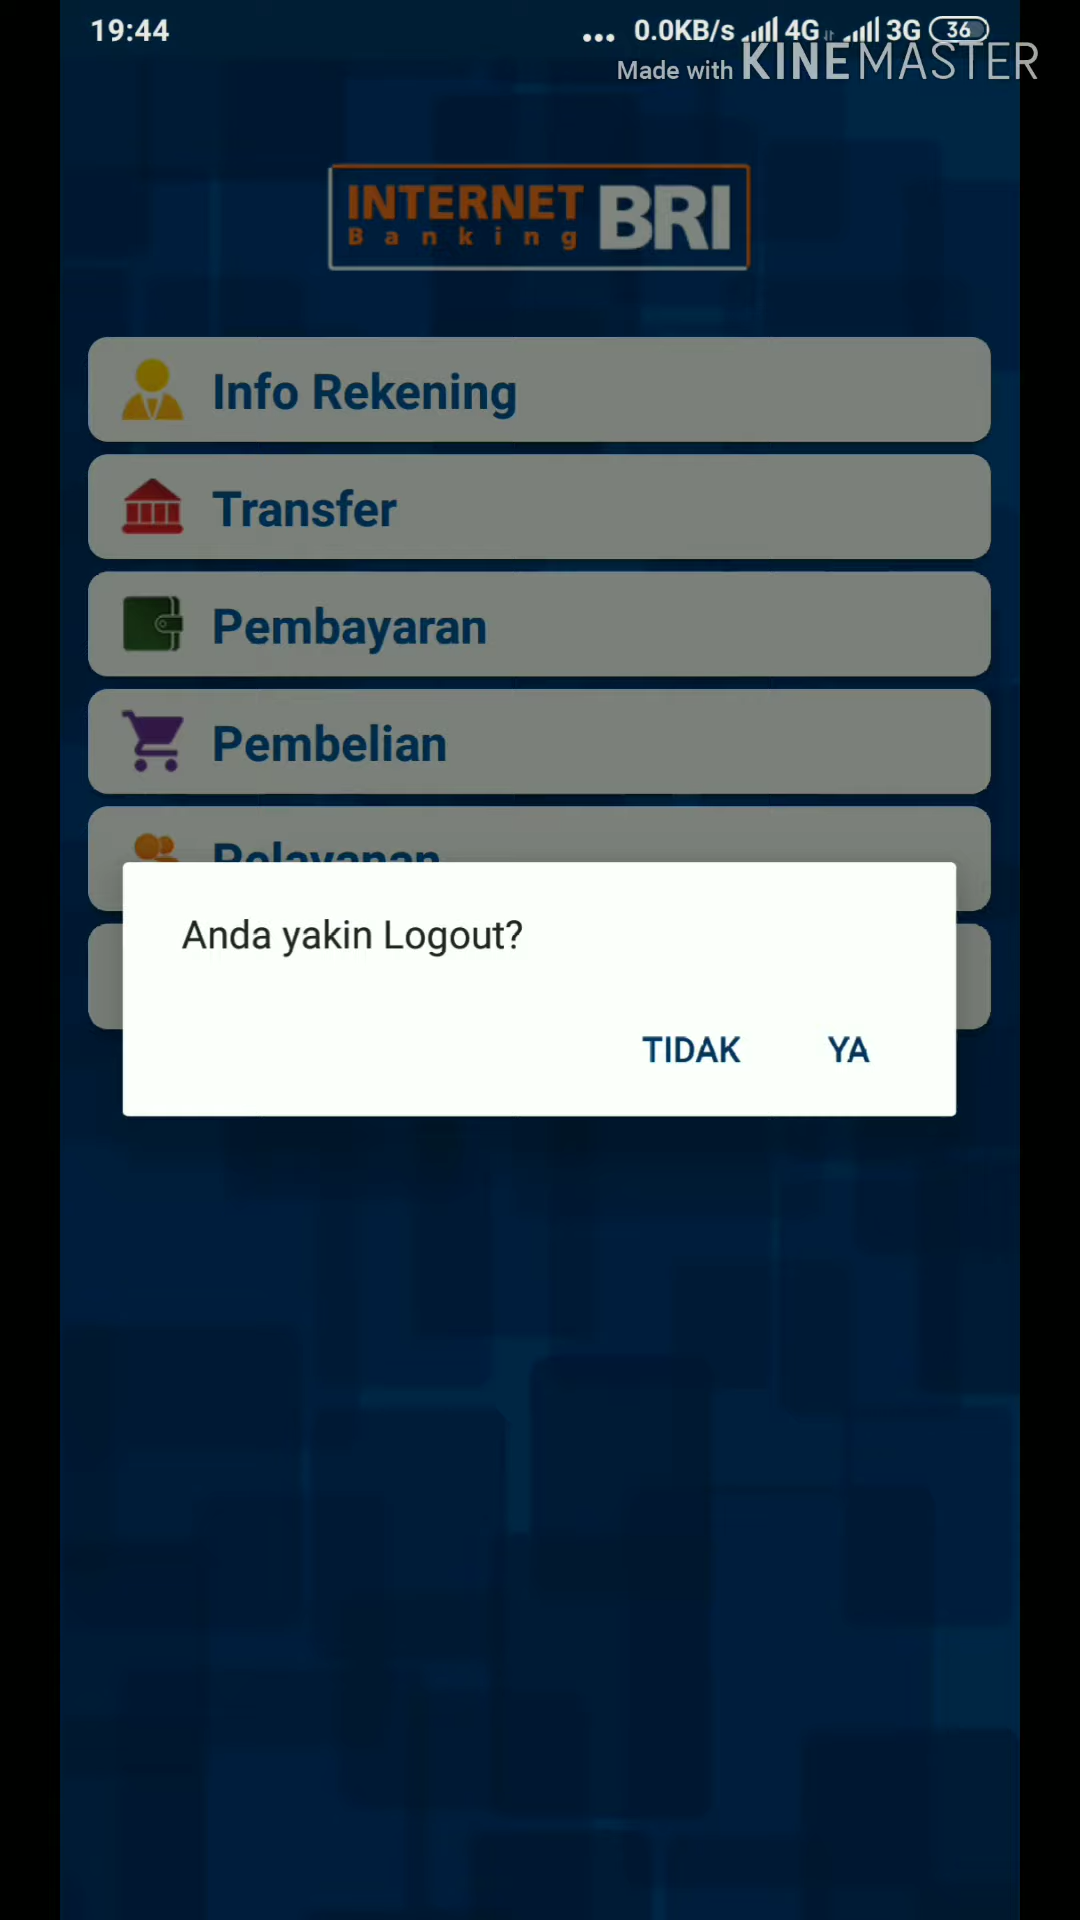 19:44 ... 0.0KB/s 4G 3G 36
Made with KINEMASTER
INTERNET BRI
Banking
Info Rekening
Transfer
Pembayaran
Pembelian
Pelayanan
Anda yakin Logout?
TIDAK YA